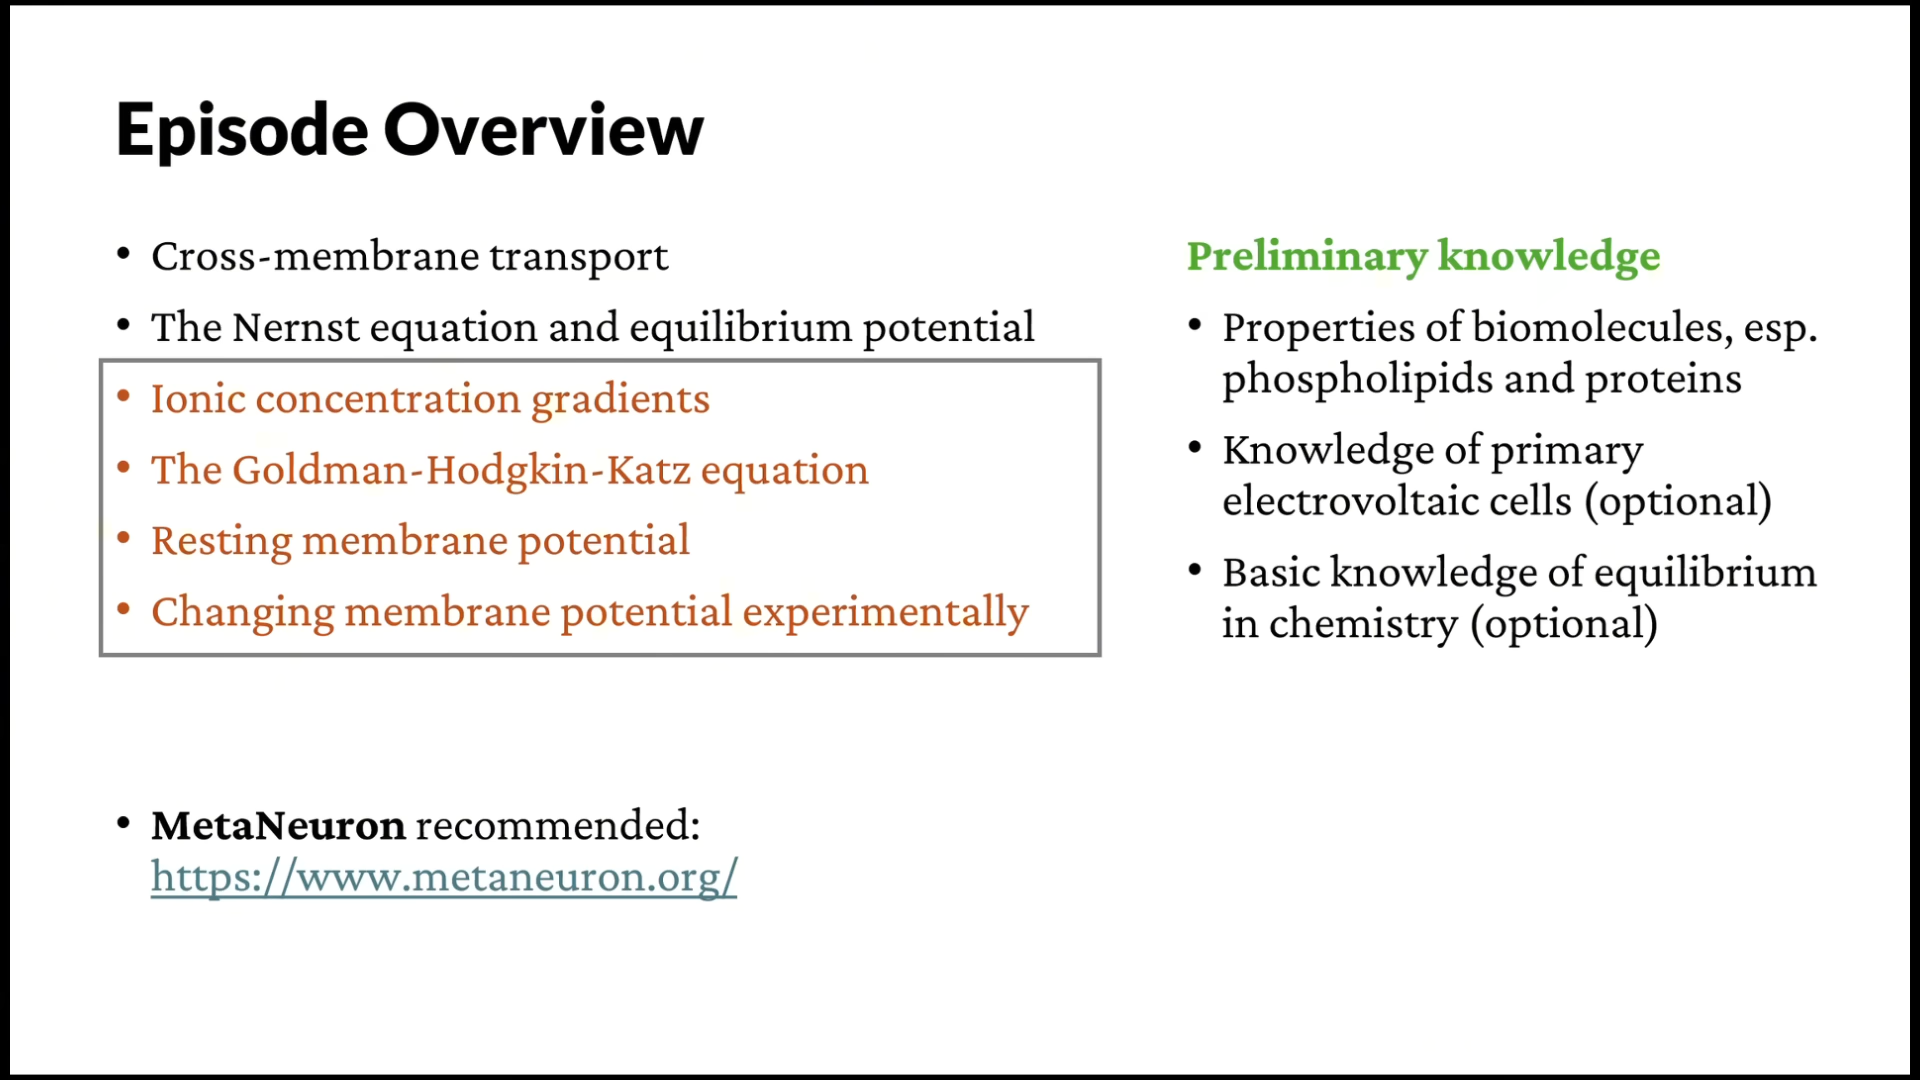 Episode Overview
• Cross-membrane transport
• The Nernst equation and equilibrium potential
• Ionic concentration gradients
• The Goldman-Hodgkin-Katz equation
• Resting membrane potential
• Changing membrane potential experimentally
• MetaNeuron recommended:
https://www.metaneuron.org/
Preliminary knowledge
• Properties of biomolecules, esp.
phospholipids and proteins
• Knowledge of primary
electrovoltaic cells (optional)
• Basic knowledge of equilibrium
in chemistry (optional)